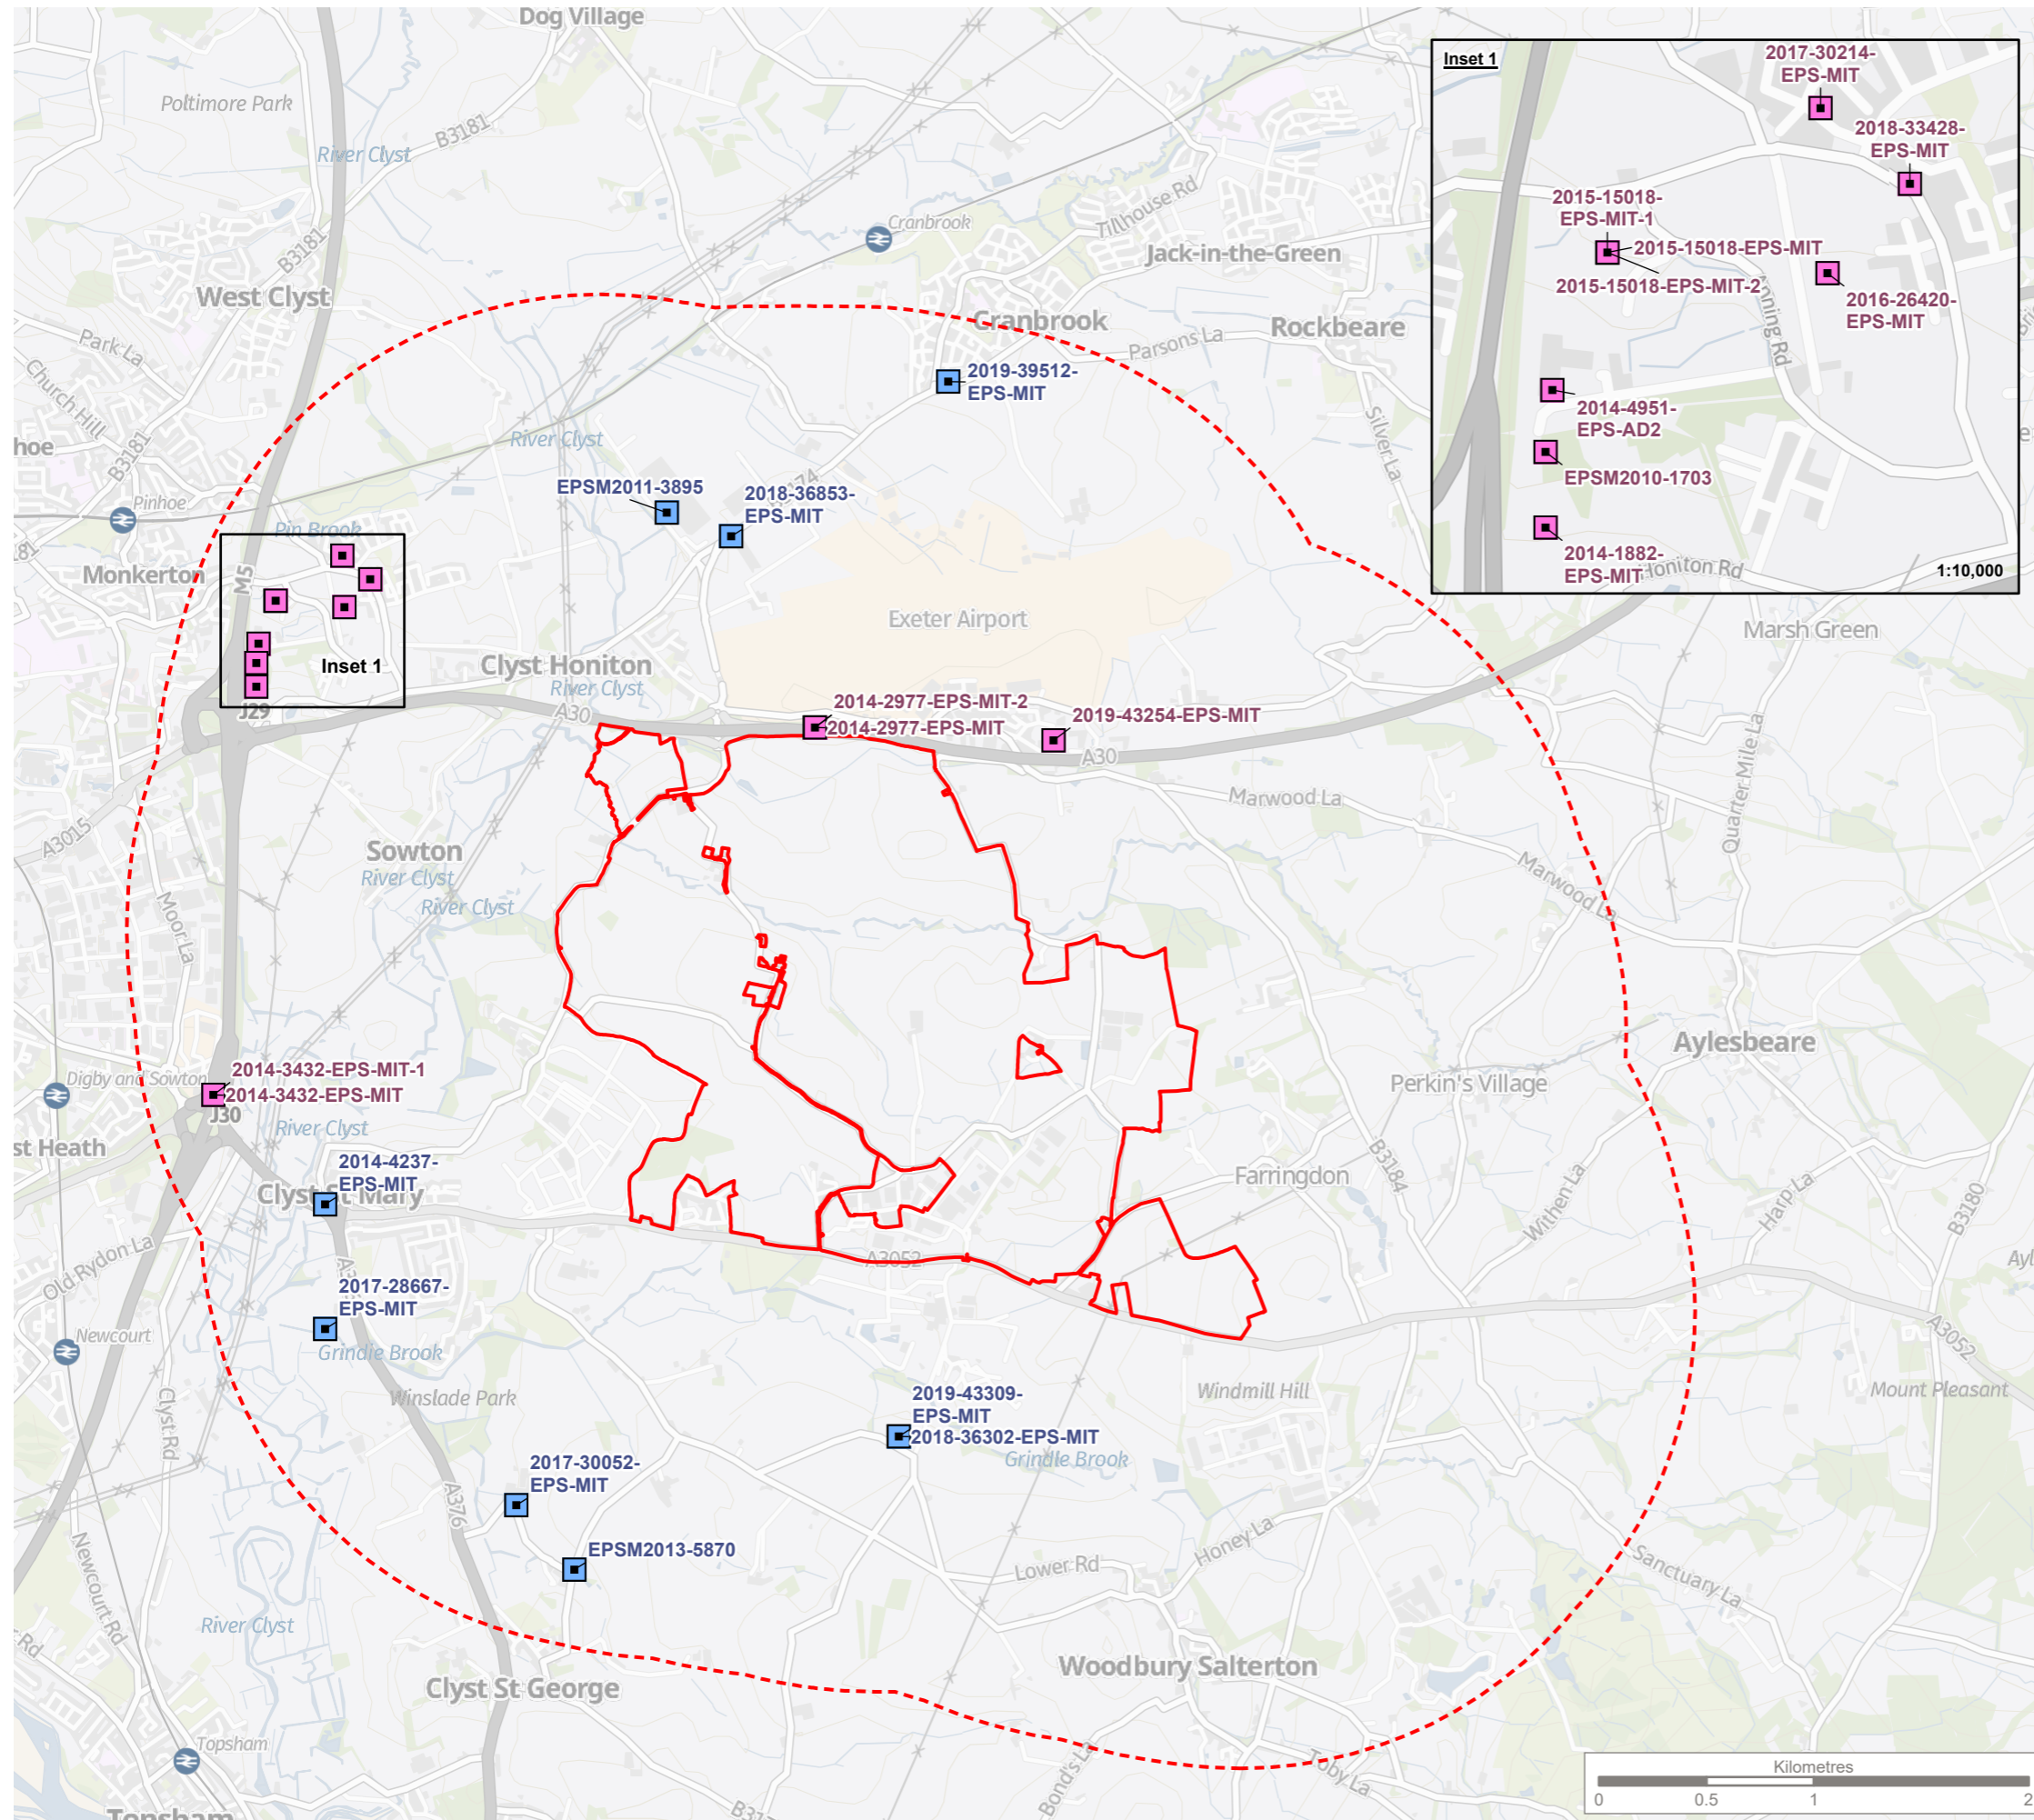 Dog Village
Poltimore Park
B3181
River Clyst
Inset 1
2017-30214-
EPS-MIT
2018-33428-
EPS-MIT
2015-15018-
EPS-MIT-1
2015-15018-EPS-MIT
2015-15018-EPS-MIT-2
2016-26420-
EPS-MIT
2014-4951-
EPS-AD2
EPSM2010-1703
2014-1882-
EPS-MIT
Honiton Rd
1:10,000
Cranbrook
Tillhouse Rd
Jack-in-the-Green
B3181
West Clyst
Cranbrook
Rockbeare
Parsons La
Park La
Church Hill
B3181
2019-39512-
EPS-MIT
Silver La
hoe
River Clyst
EPSM2011-3895
2018-36853-
EPS-MIT
Pinhoe
Pin Brook
Monkerton
M5
Exeter Airport
Marsh Green
Inset 1
Clyst Honiton
River Clyst
J29
A30
2014-2977-EPS-MIT-2
2014-2977-EPS-MIT
2019-43254-EPS-MIT
A30
Marwood La
Quarter Mile La
A3015
Sowton
River Clyst
River Clyst
Moor La
Marwood La
Aylesbeare
2014-3432-EPS-MIT-1
2014-3432-EPS-MIT
Digby and Sowton
J30
River Clyst
Perkin's Village
st Heath
2014-4237-
EPS-MIT
Clyst St Mary
Farringdon
B3184
Withen La
Harp La
B3180
Old Rydon La
A3052
2017-28667-
EPS-MIT
Newcourt
Grindle Brook
A3052
Winslade Park
2019-43309-
EPS-MIT
2018-36302-EPS-MIT
Windmill Hill
Mount Pleasant
Clyst Rd
Grindle Brook
2017-30052-
EPS-MIT
A376
EPSM2013-5870
Honey La
Lower Rd
Sanctuary La
Newcourt Rd
Rd
River Clyst
Woodbury Salterton
Clyst St George
Topsham
Bond's La
Toby La
Topsham
Kilometres
0 0.5 1 2